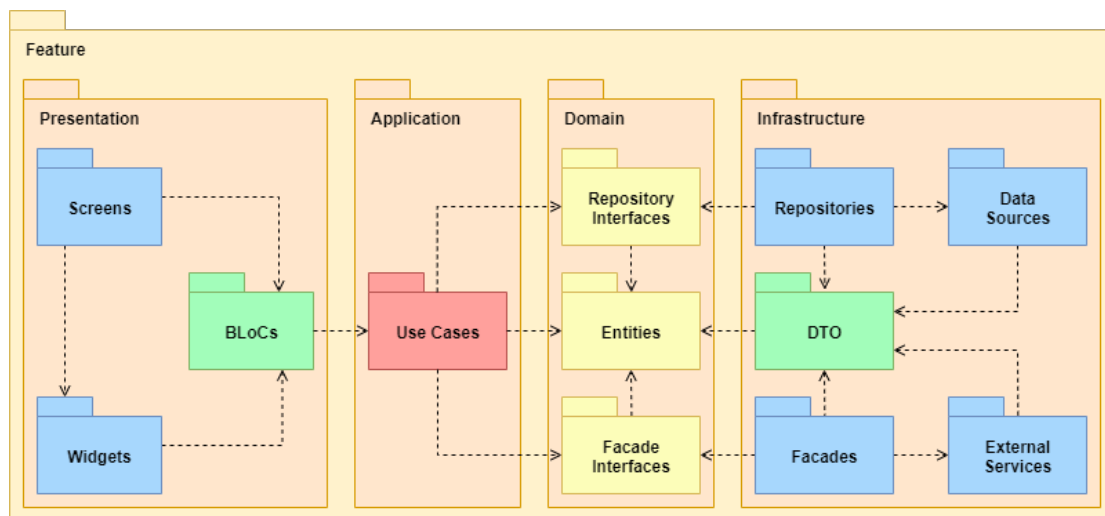 Feature
Presentation
Application
Domain
Infrastructure
Screens
Repository
Interfaces
Repositories
Data
Sources
BLoCs
Use Cases
Entities
DTO
Widgets
Facade
Interfaces
Facades
External
Services